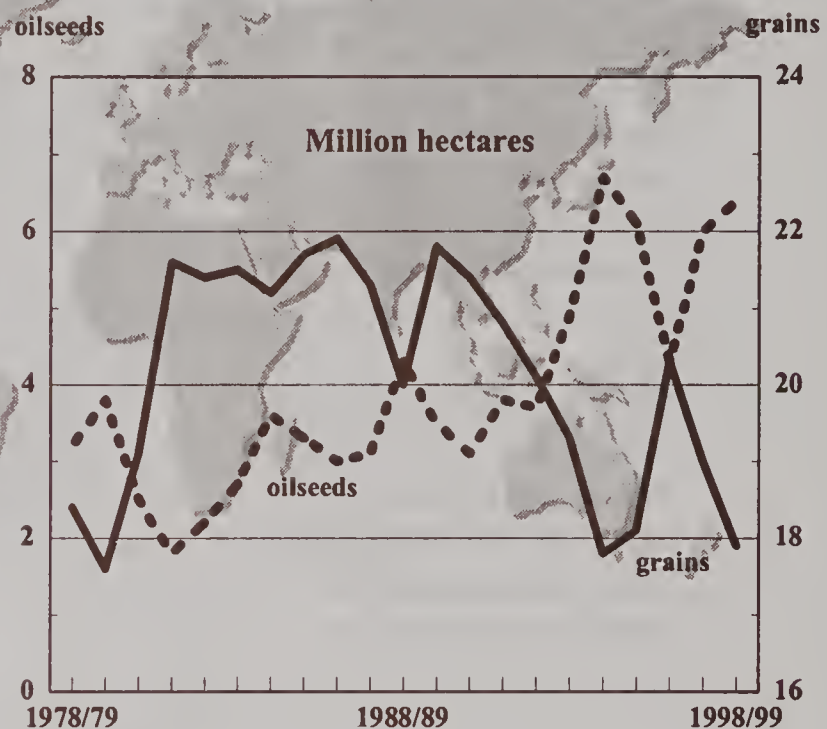 oilseeds grains
8 24
Million hectares
6 22
4 20
oilseeds
2 18
grains
0 16
1978/79 1988/89 1998/99